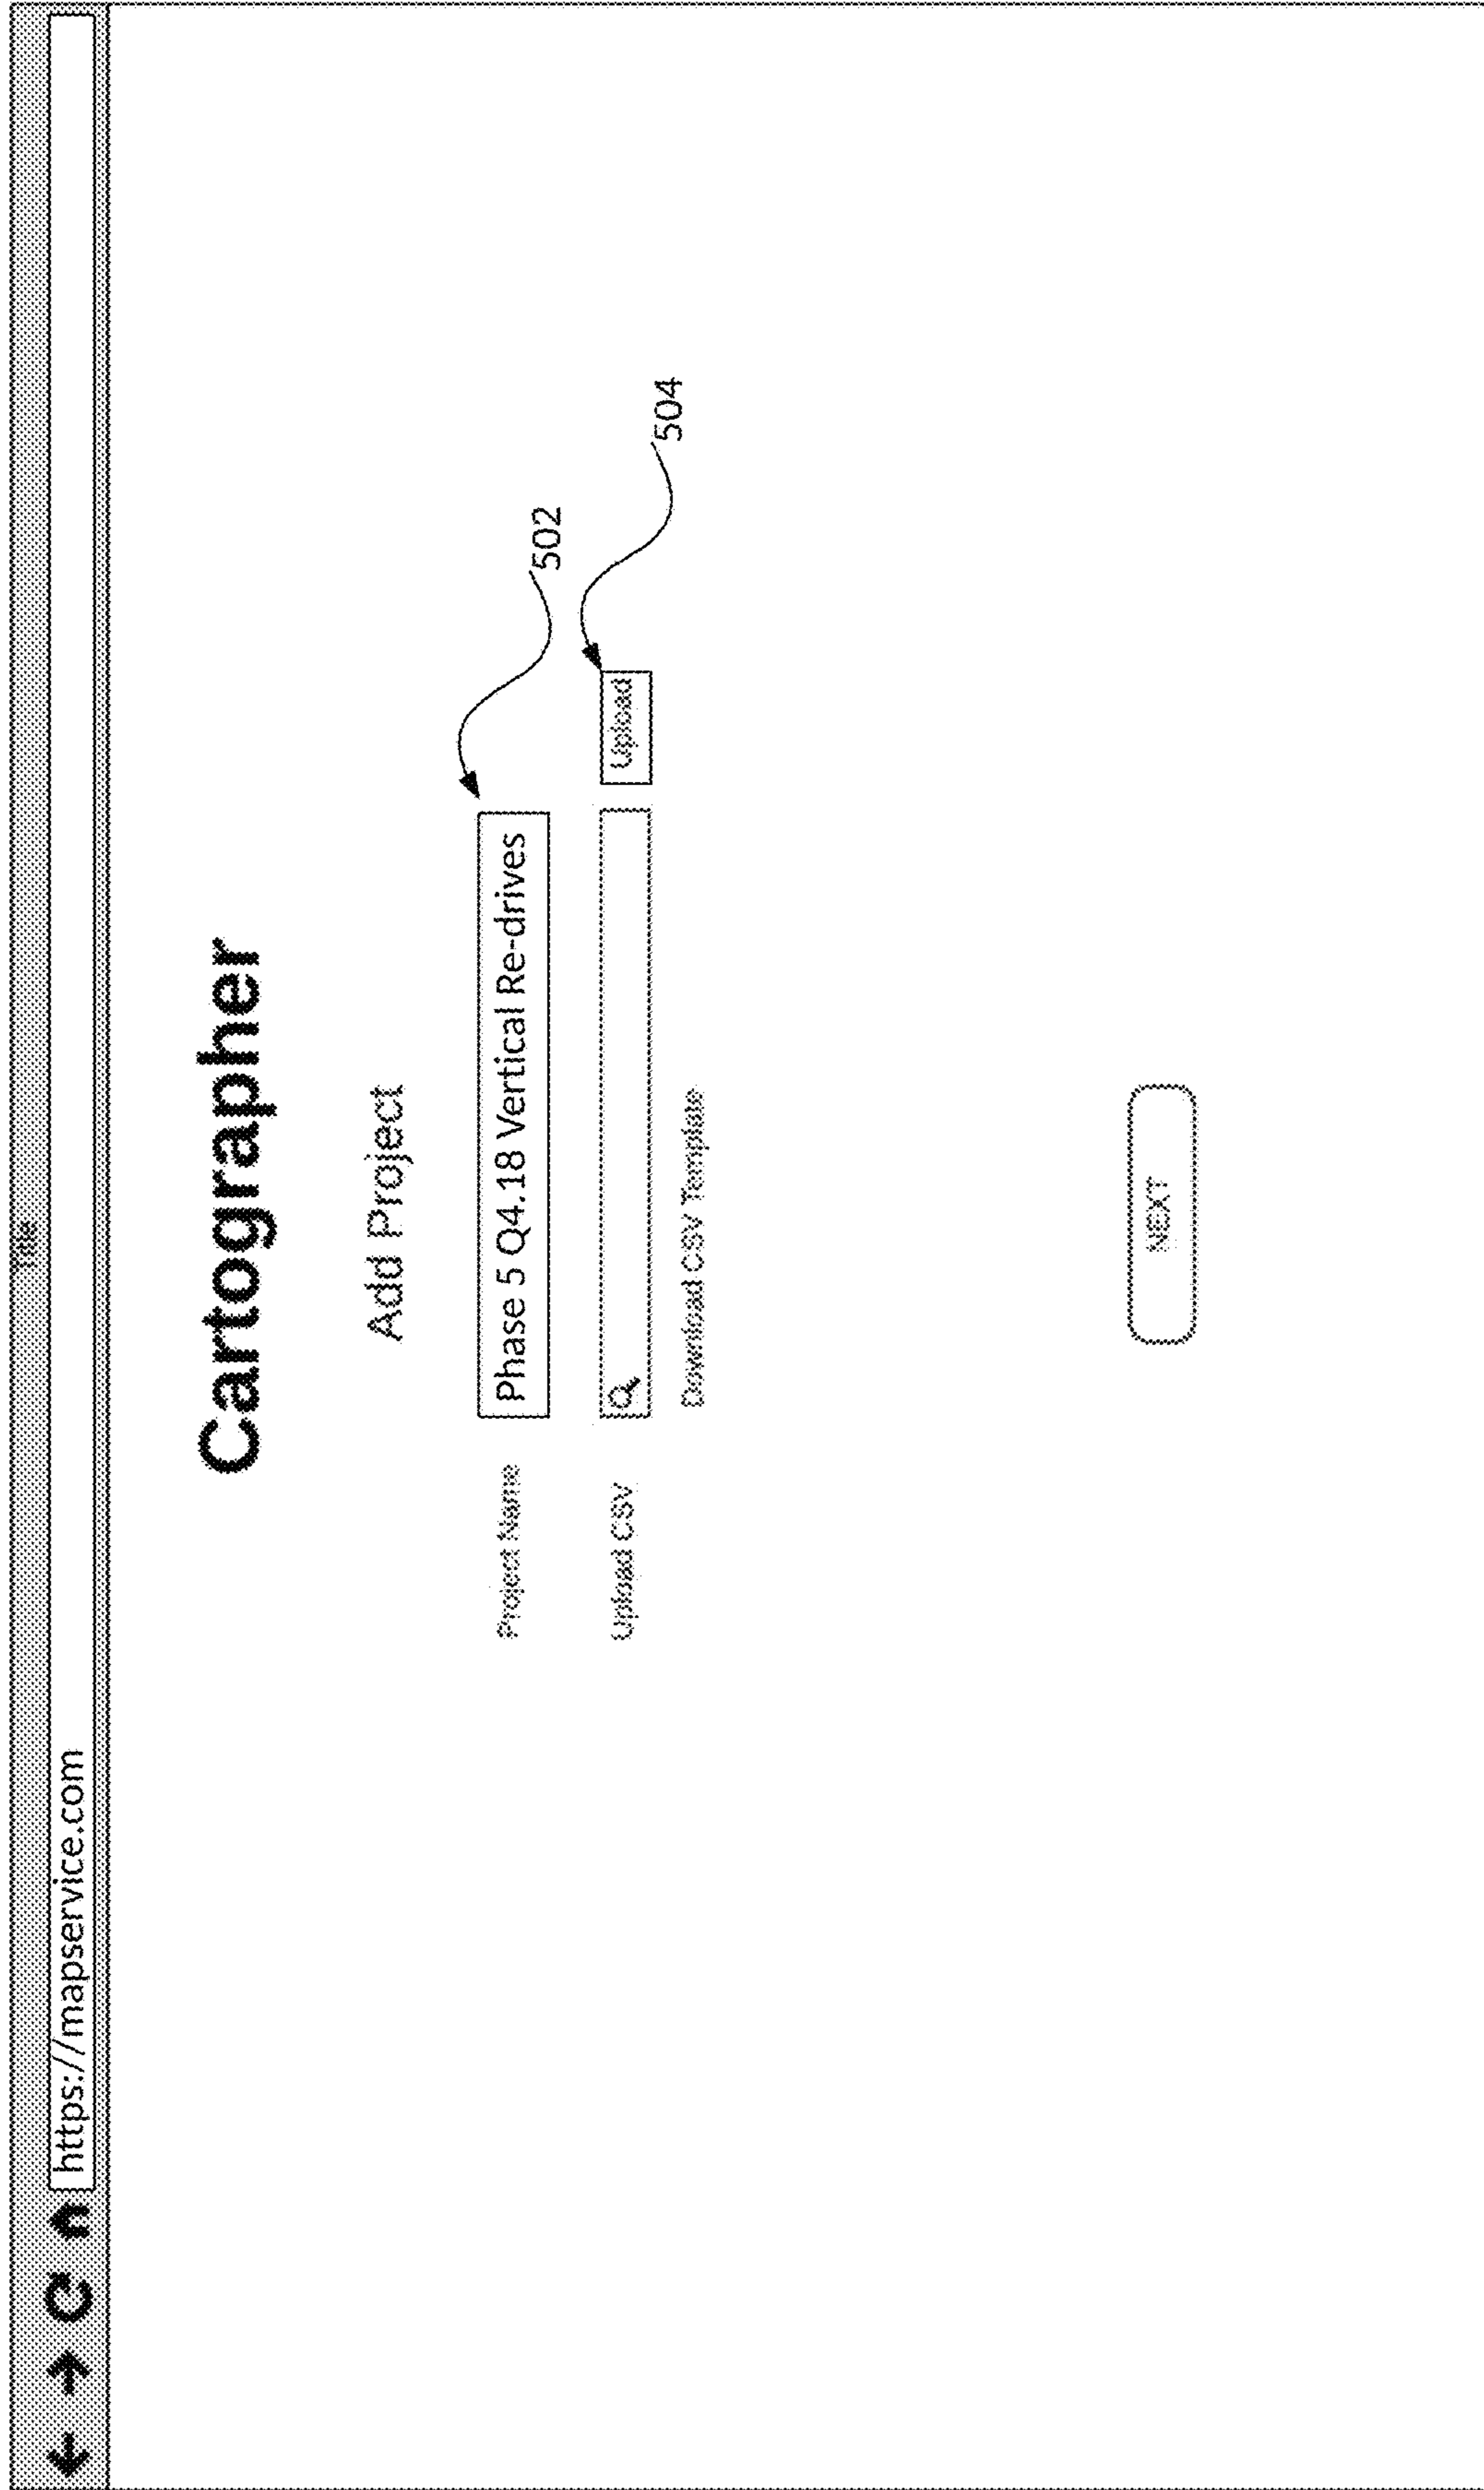 Title
https://mapservice.com
Cartographer
Add Project
Project Name Phase 5 Q4.18 Vertical Re-drives
502
Upload CSV Upload
504
Download CSV Template
NEXT